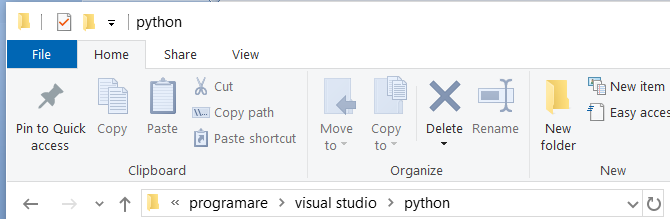 python
File Home Share View
Pin to Quick access
Copy
Paste
Cut
Copy path
Paste shortcut
Clipboard
Move to
Copy to
Delete
Rename
Organize
New folder
New item
Easy acces
New
« programare > visual studio > python